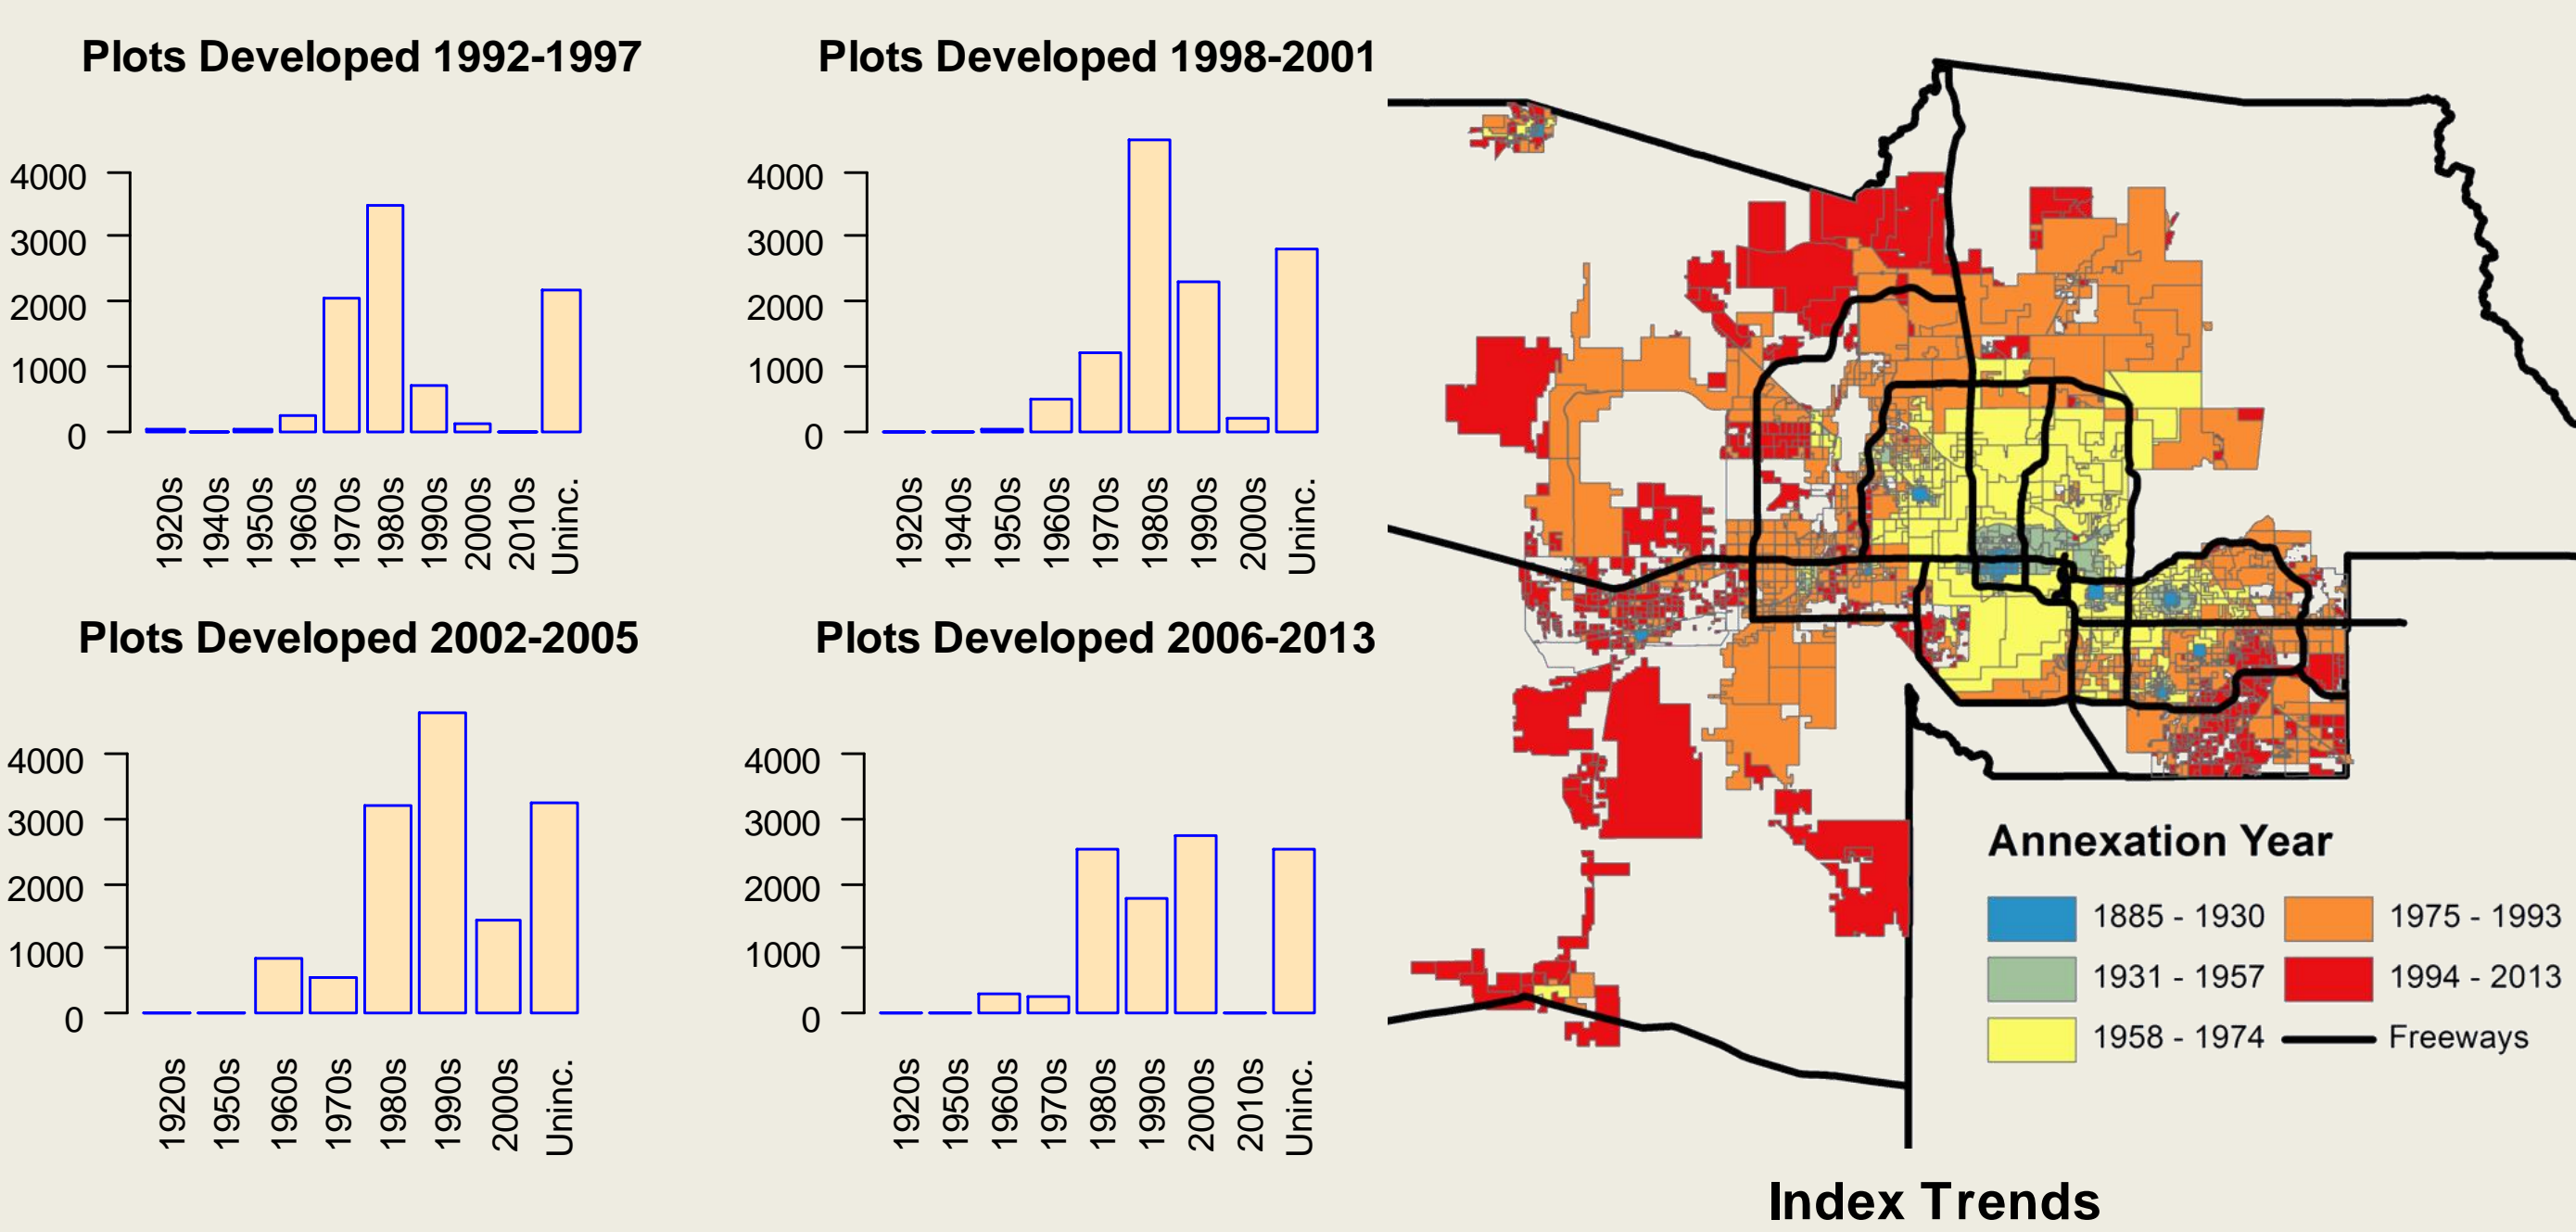 Plots Developed 1992-1997
4000
3000
2000
1000
0
1920s
1940s
1950s
1960s
1970s
1980s
1990s
2000s
2010s
Uninc.
Plots Developed 1998-2001
4000
3000
2000
1000
0
1920s
1940s
1950s
1960s
1970s
1980s
1990s
2000s
Uninc.
Plots Developed 2002-2005
4000
3000
2000
1000
0
1920s
1950s
1960s
1970s
1980s
1990s
2000s
Uninc.
Plots Developed 2006-2013
4000
3000
2000
1000
0
1920s
1950s
1960s
1970s
1980s
1990s
2000s
2010s
Uninc.
Annexation Year
1885 - 1930
1975 - 1993
1931 - 1957
1994 - 2013
1958 - 1974
Freeways
Index Trends